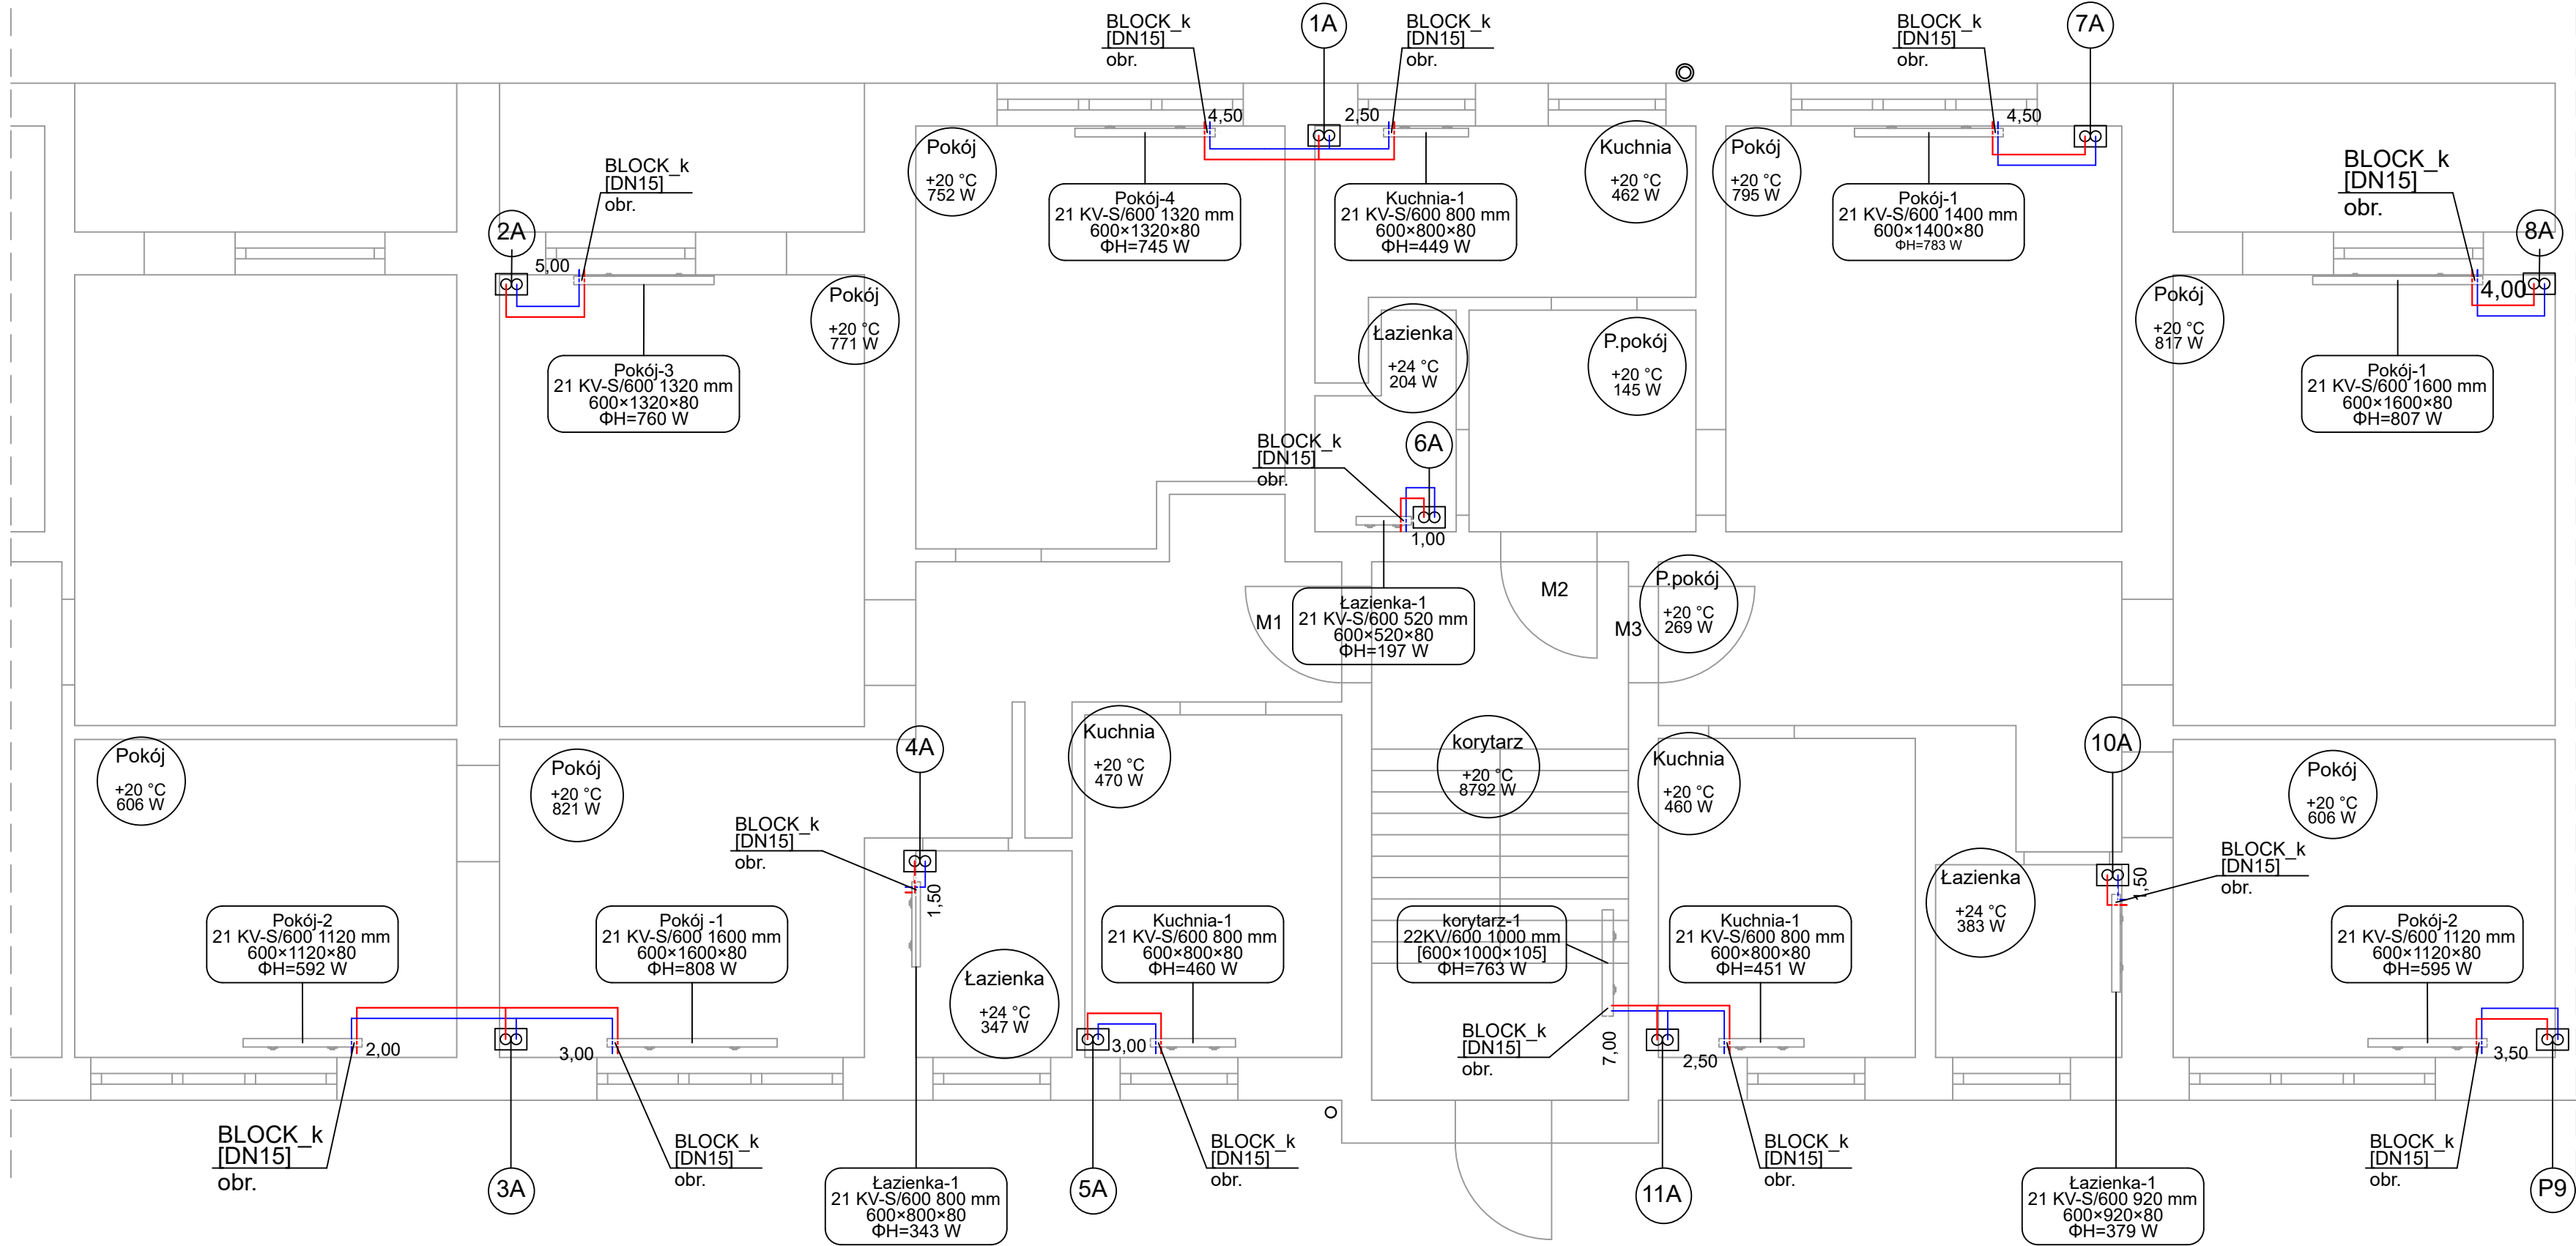 BLOCK_k
[DN15]
obr.
1A
BLOCK_k
[DN15]
obr.
BLOCK_k
[DN15]
obr.
7A
4,50
2,50
4,50
Pokój
+20 °C
752 W
Kuchnia
+20 °C
462 W
Pokój
+20 °C
795 W
BLOCK_k
[DN15]
obr.
BLOCK_k
[DN15]
obr.
Pokój-4
21 KV-S/600 1320 mm
600×1320×80
ΦH=745 W
Kuchnia-1
21 KV-S/600 800 mm
600×800×80
ΦH=449 W
Pokój-1
21 KV-S/600 1400 mm
600×1400×80
ΦH=783 W
2A
8A
5,00
4,00
Pokój
+20 °C
771 W
Pokój
+20 °C
817 W
Łazienka
+24 °C
204 W
P.pokój
+20 °C
145 W
Pokój-3
21 KV-S/600 1320 mm
600×1320×80
ΦH=760 W
Pokój-1
21 KV-S/600 1600 mm
600×1600×80
ΦH=807 W
BLOCK_k
[DN15]
obr.
6A
1,00
M1
Łazienka-1
21 KV-S/600 520 mm
600×520×80
ΦH=197 W
M2
M3
P.pokój
+20 °C
269 W
Pokój
+20 °C
606 W
Pokój
+20 °C
821 W
4A
Kuchnia
+20 °C
470 W
korytarz
+20 °C
8792 W
Kuchnia
+20 °C
460 W
10A
Pokój
+20 °C
606 W
BLOCK_k
[DN15]
obr.
1,50
1,50
BLOCK_k
[DN15]
obr.
Łazienka
+24 °C
383 W
Pokój-2
21 KV-S/600 1120 mm
600×1120×80
ΦH=592 W
Pokój -1
21 KV-S/600 1600 mm
600×1600×80
ΦH=808 W
Łazienka
+24 °C
347 W
Kuchnia-1
21 KV-S/600 800 mm
600×800×80
ΦH=460 W
korytarz-1
22KV/600 1000 mm
[600×1000×105]
ΦH=763 W
Kuchnia-1
21 KV-S/600 800 mm
600×800×80
ΦH=451 W
Pokój-2
21 KV-S/600 1120 mm
600×1120×80
ΦH=595 W
2,00
3,00
3,00
BLOCK_k
[DN15]
obr.
7,00
2,50
3,50
BLOCK_k
[DN15]
obr.
3A
BLOCK_k
[DN15]
obr.
Łazienka-1
21 KV-S/600 800 mm
600×800×80
ΦH=343 W
5A
BLOCK_k
[DN15]
obr.
11A
BLOCK_k
[DN15]
obr.
Łazienka-1
21 KV-S/600 920 mm
600×920×80
ΦH=379 W
BLOCK_k
[DN15]
obr.
P9